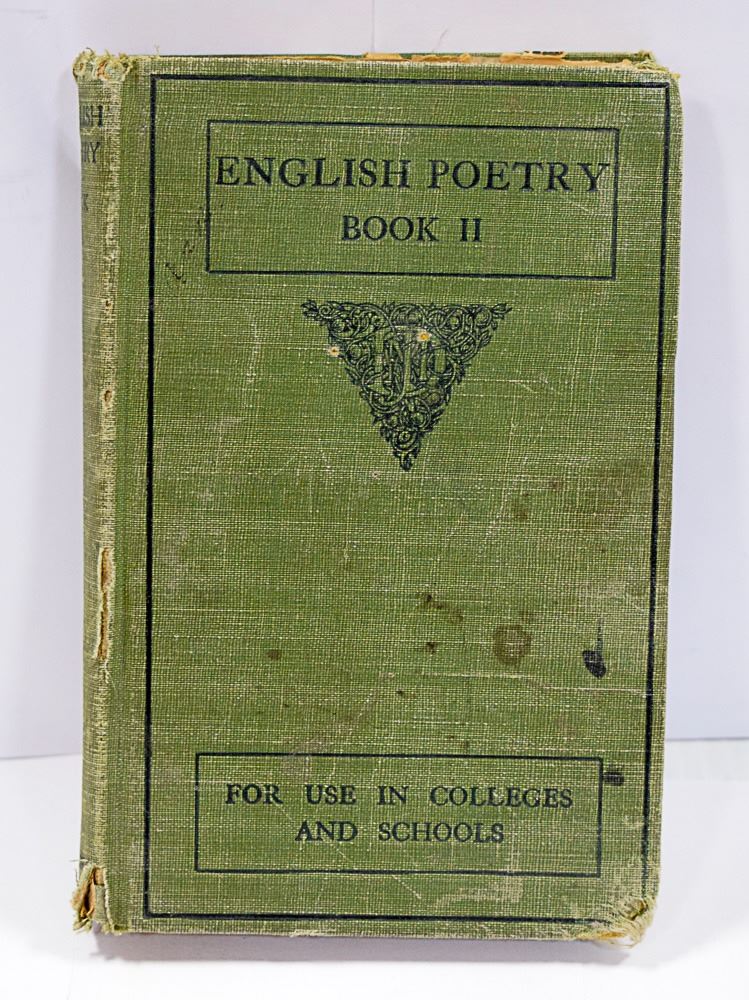 ENGLISH POETRY
BOOK II
FOR USE IN COLLEGES
AND SCHOOLS